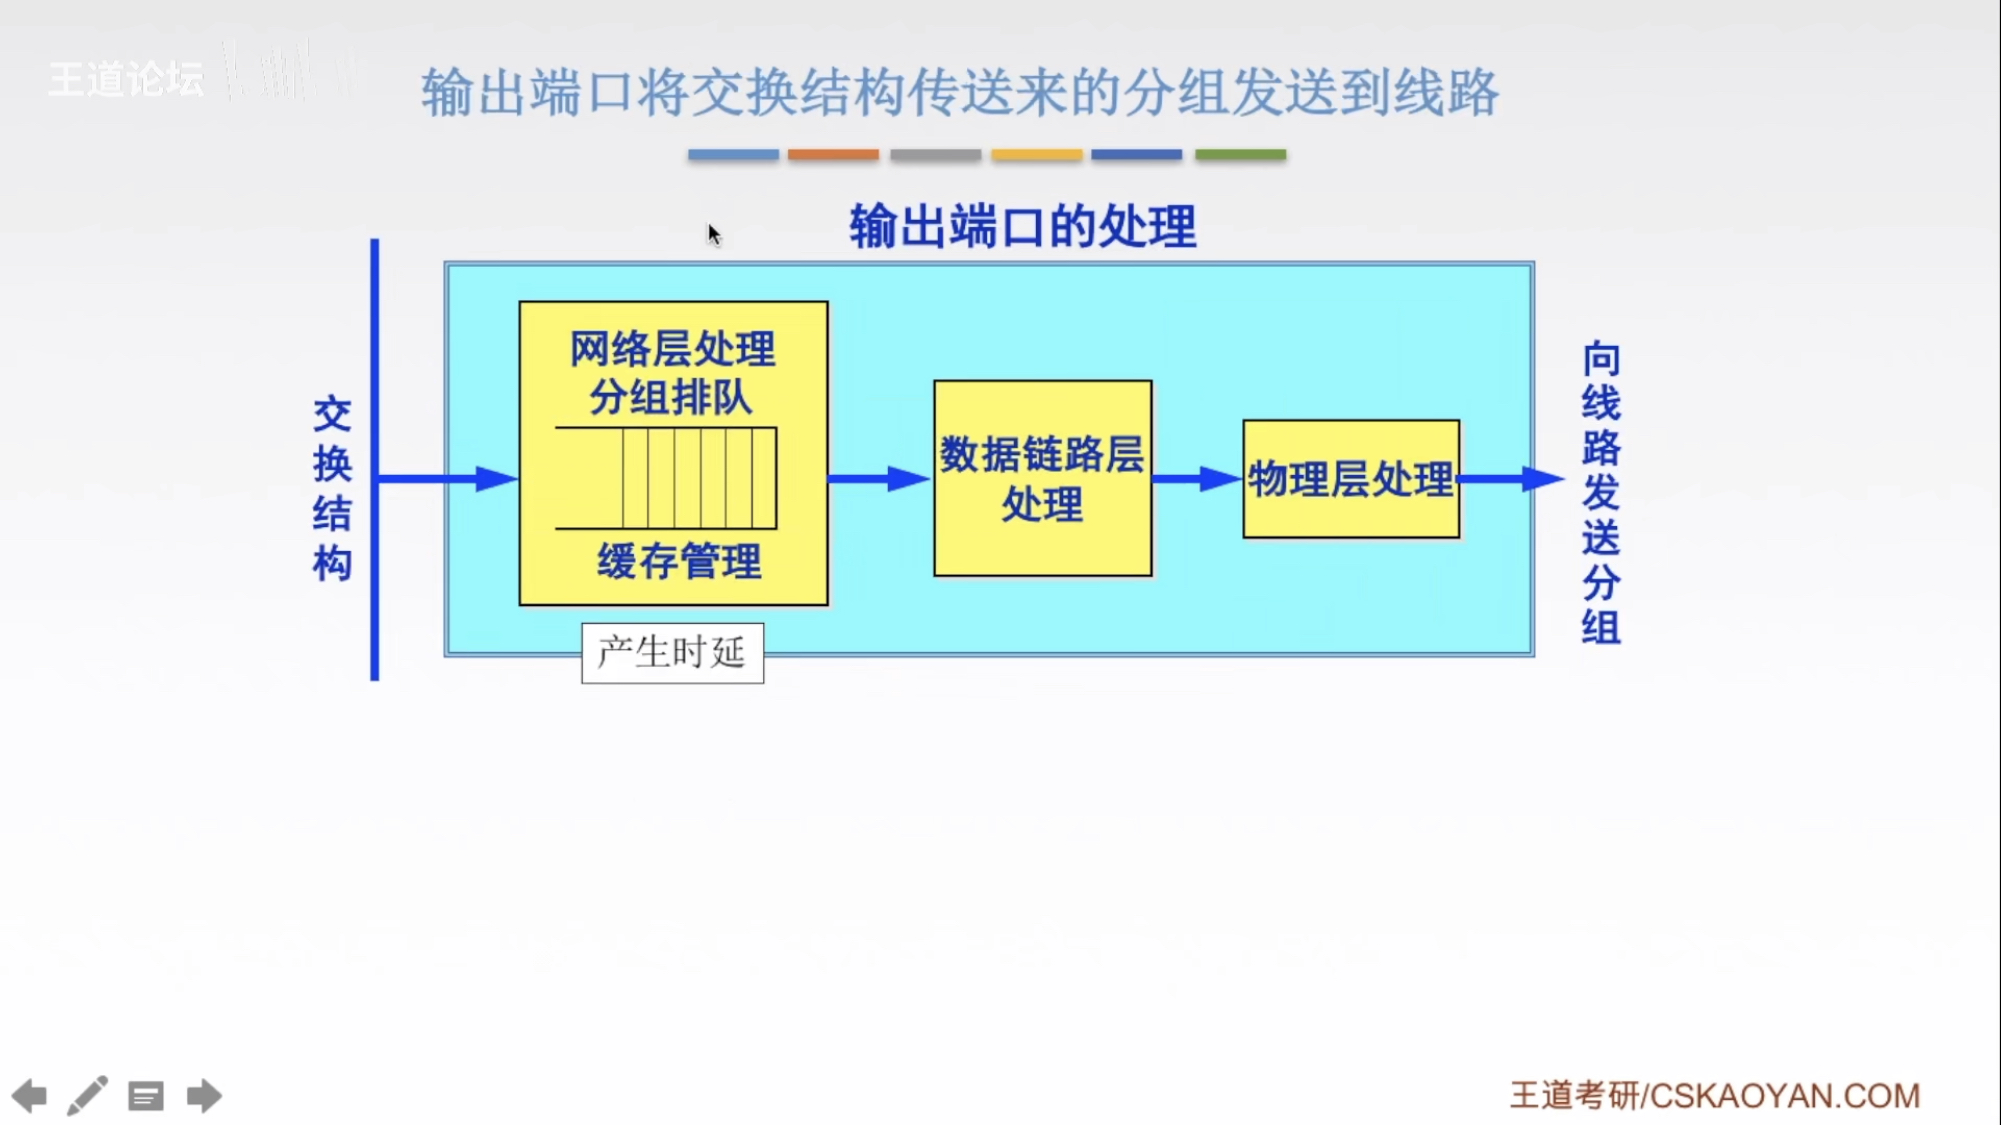 王道论坛
输出端口将交换结构传送来的分组发送到线路
输出端口的处理
交换结构
网络层处理
分组排队
缓存管理
产生时延
数据链路层
处理
物理层处理
向线路发送分组
王道考研/CSKAOYAN.COM